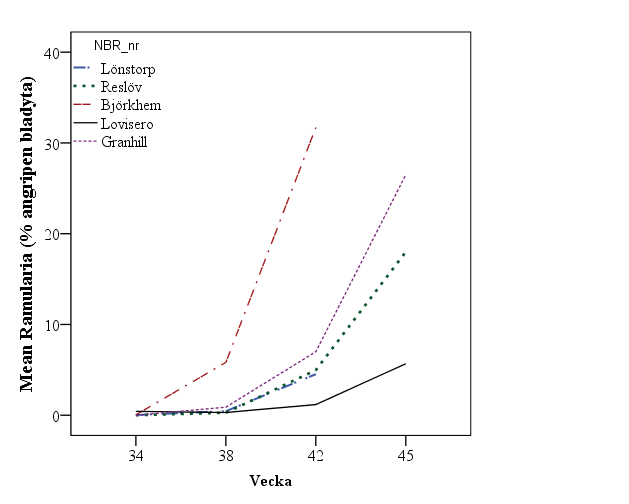 NBR_nr
Lönstorp
Reslöv
Björkhem
Lovisero
Granhill
40
30
20
10
0
Mean Ramularia (% angripen bladyta)
34
38
42
45
Vecka